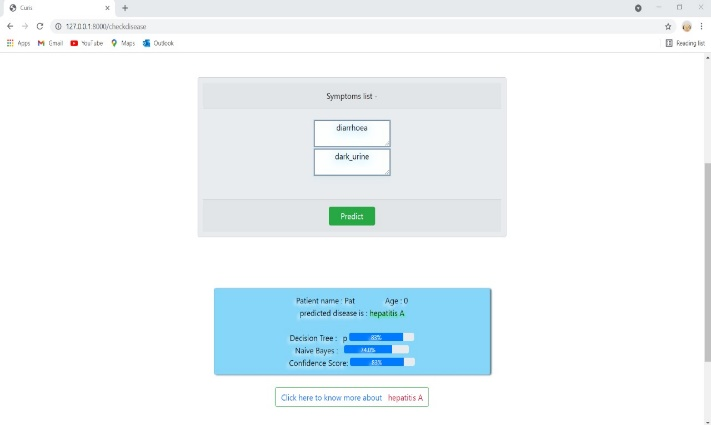 Curis
127.0.0.1:8000/checkdisease
Apps Gmail YouTube Maps Outlook Reading list
Symptoms list -
diarrhoea
dark_urine
Predict
Patient name : Pat Age : 0
predicted disease is : hepatitis A
Decision Tree : p 83%
Naive Bayes : 74.0%
Confidence Score: 83%
Click here to know more about hepatitis A